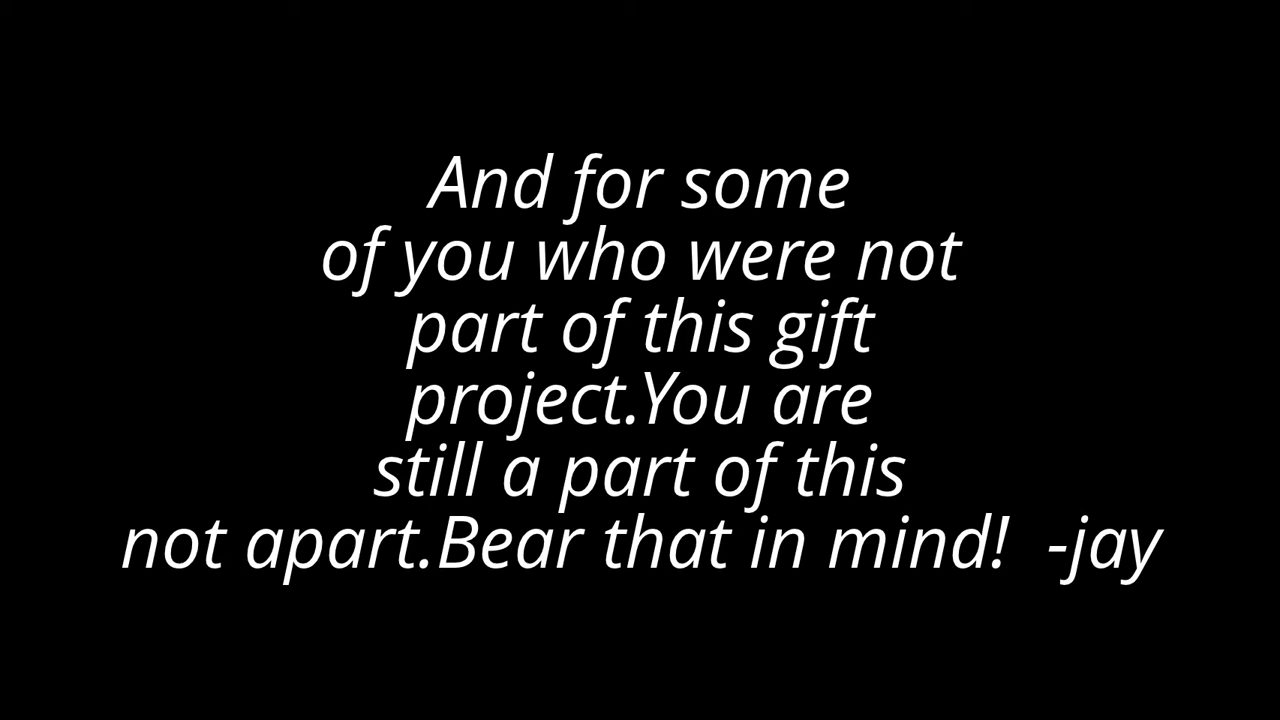 And for some
of you who were not
part of this gift
project.You are
still a part of this
not apart.Bear that in mind!  -jay